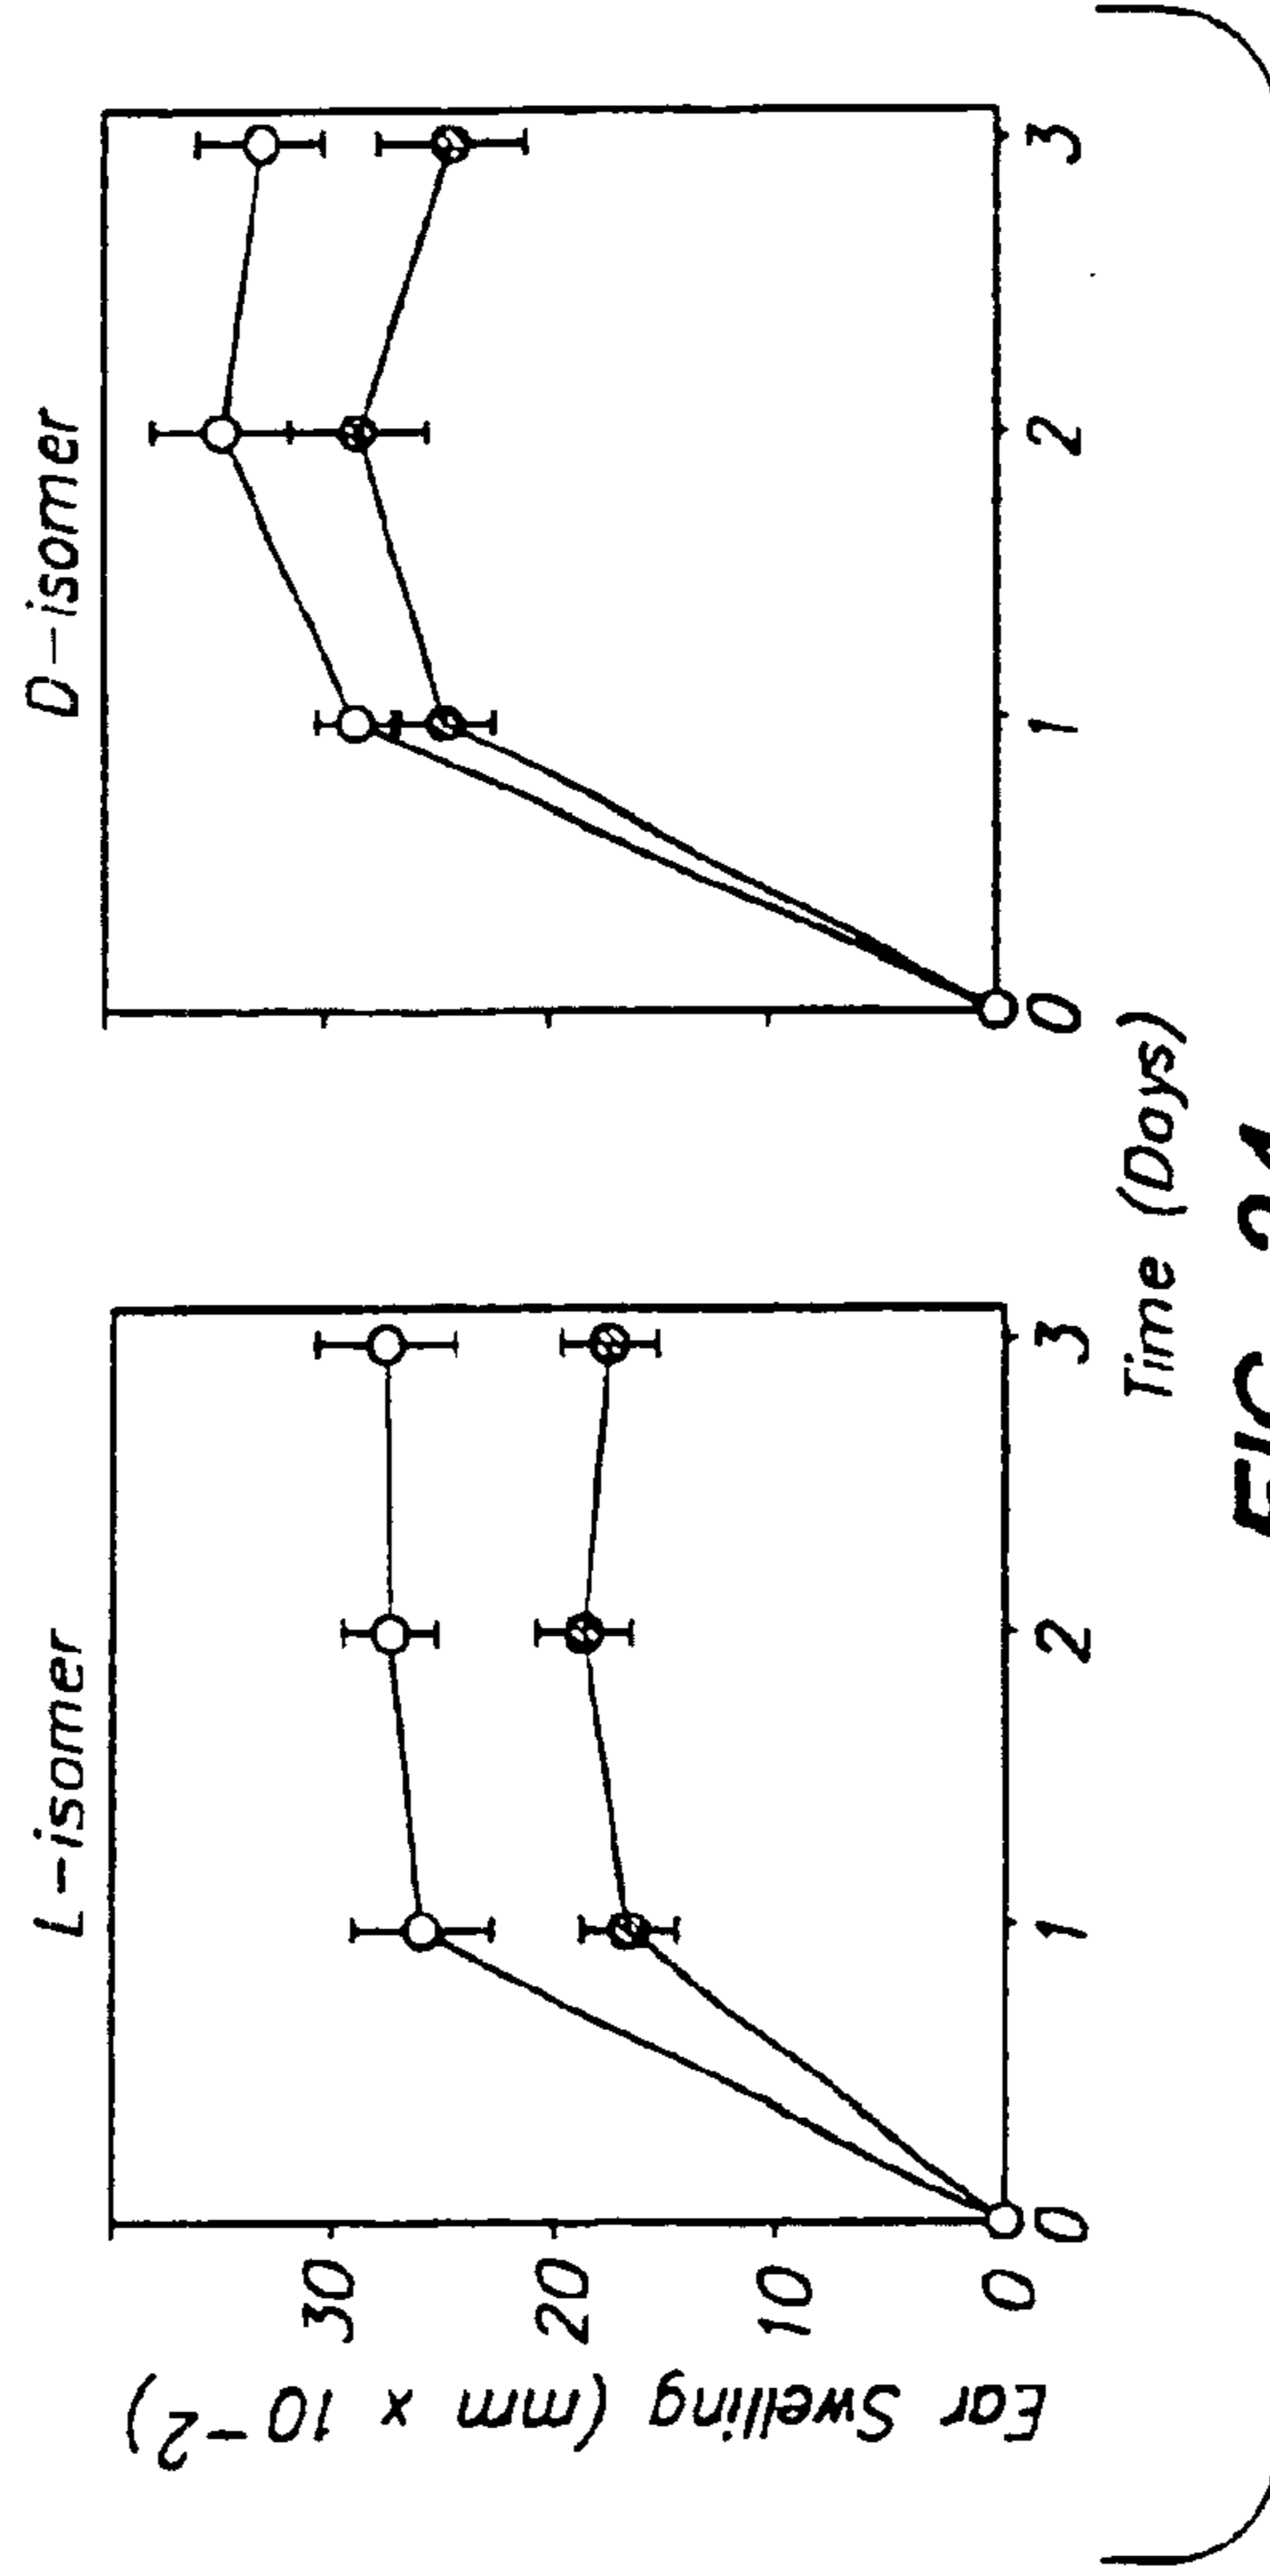 L-isomer
D-isomer
Ear Swelling (mm x 10⁻²)
30
20
10
0
0 1 2 3
0 1 2 3
Time (Days)